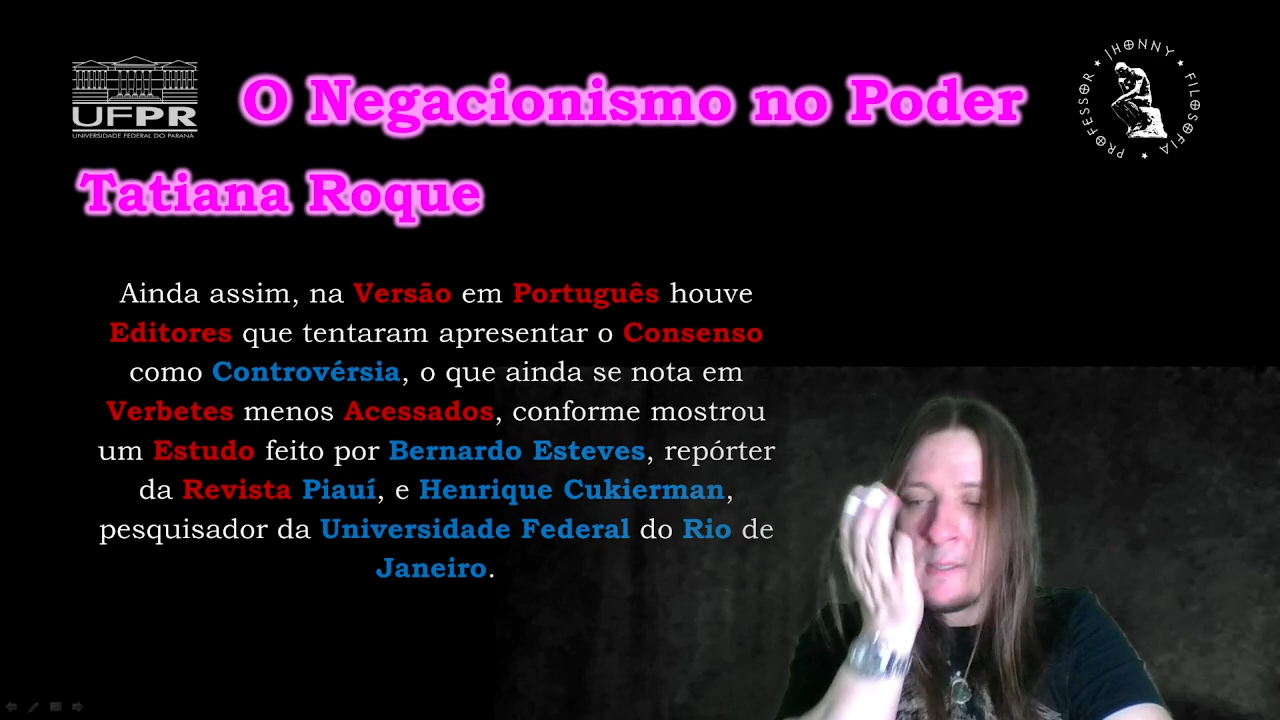 UFPR
UNIVERSIDADE FEDERAL DO PARANÁ
O Negacionismo no Poder
PROFESSOR ★ JHONNY ★ FILOSOFIA ★
Tatiana Roque
Ainda assim, na Versão em Português houve
Editores que tentaram apresentar o Consenso
como Controvérsia, o que ainda se nota em
Verbetes menos Acessados, conforme mostrou
um Estudo feito por Bernardo Esteves, repórter
da Revista Piauí, e Henrique Cukierman,
pesquisador da Universidade Federal do Rio de
Janeiro.